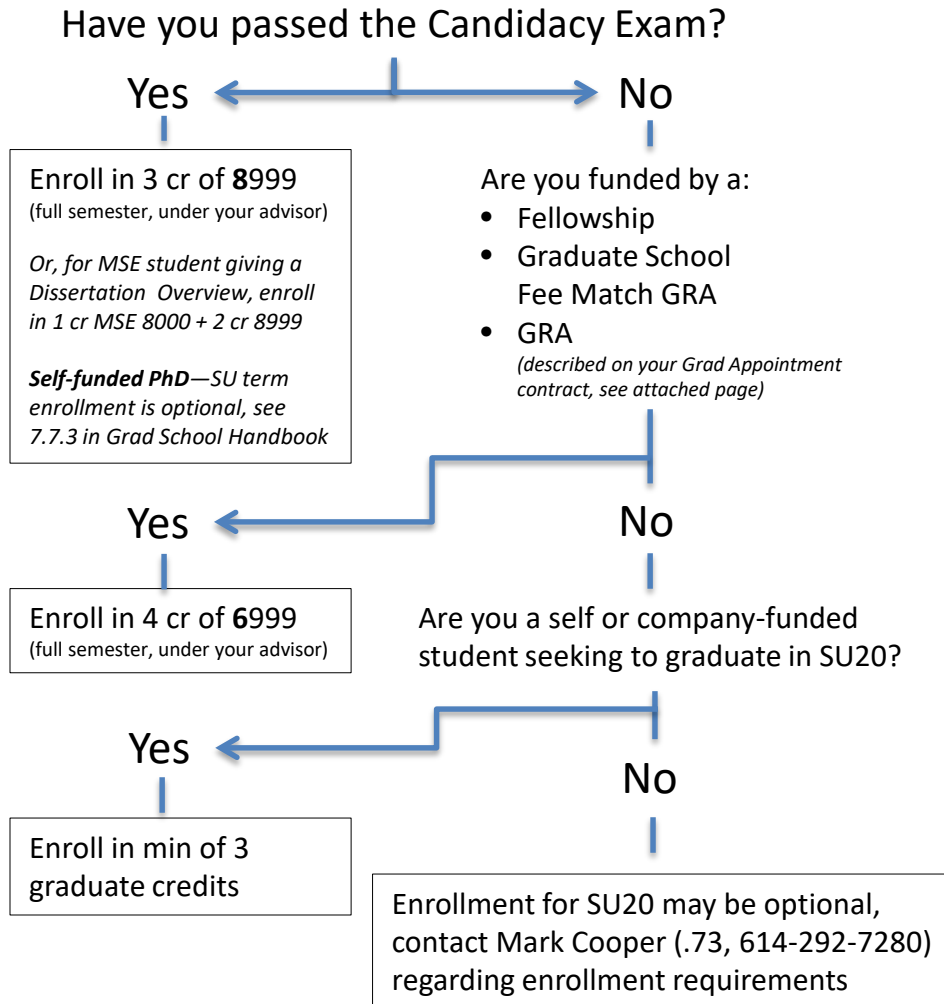 Have you passed the Candidacy Exam?
Yes
No
Enroll in 3 cr of 8999
(full semester, under your advisor)
Or, for MSE student giving a
Dissertation Overview, enroll
in 1 cr MSE 8000 + 2 cr 8999
Self-funded PhD—SU term
enrollment is optional, see
7.7.3 in Grad School Handbook
Are you funded by a:
• Fellowship
• Graduate School
Fee Match GRA
• GRA
(described on your Grad Appointment
contract, see attached page)
Yes
No
Enroll in 4 cr of 6999
(full semester, under your advisor)
Are you a self or company-funded
student seeking to graduate in SU20?
Yes
No
Enroll in min of 3
graduate credits
Enrollment for SU20 may be optional,
contact Mark Cooper (.73, 614-292-7280)
regarding enrollment requirements